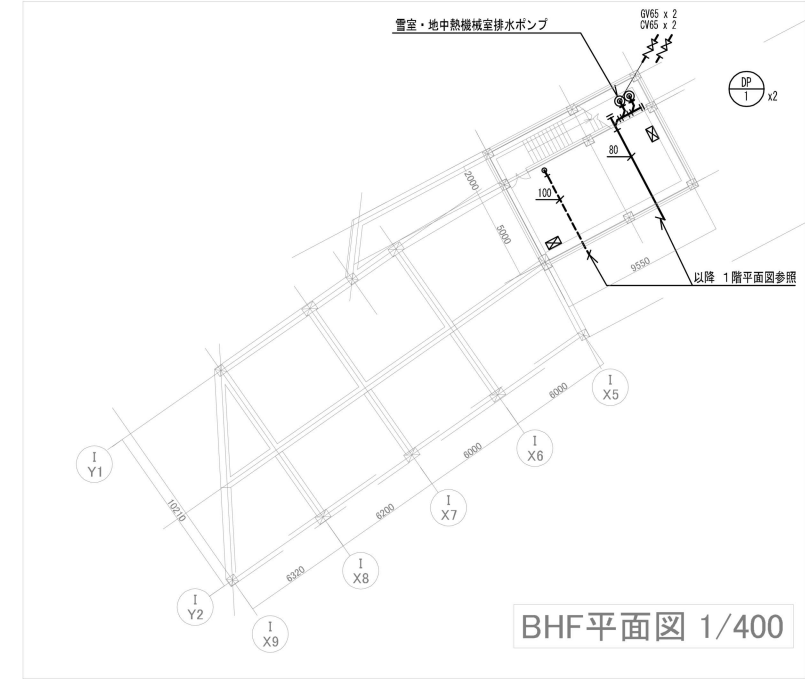 GV65 x 2
CV65 x 2
雪室・地中熱機械室排水ポンプ
DP
1
x2
80
100
2000
5000
9550
以降 1階平面図参照
I
X5
6000
I
X6
6000
I
X7
6200
I
X8
6320
I
Y1
10210
I
Y2
I
X9
BHF平面図 1/400